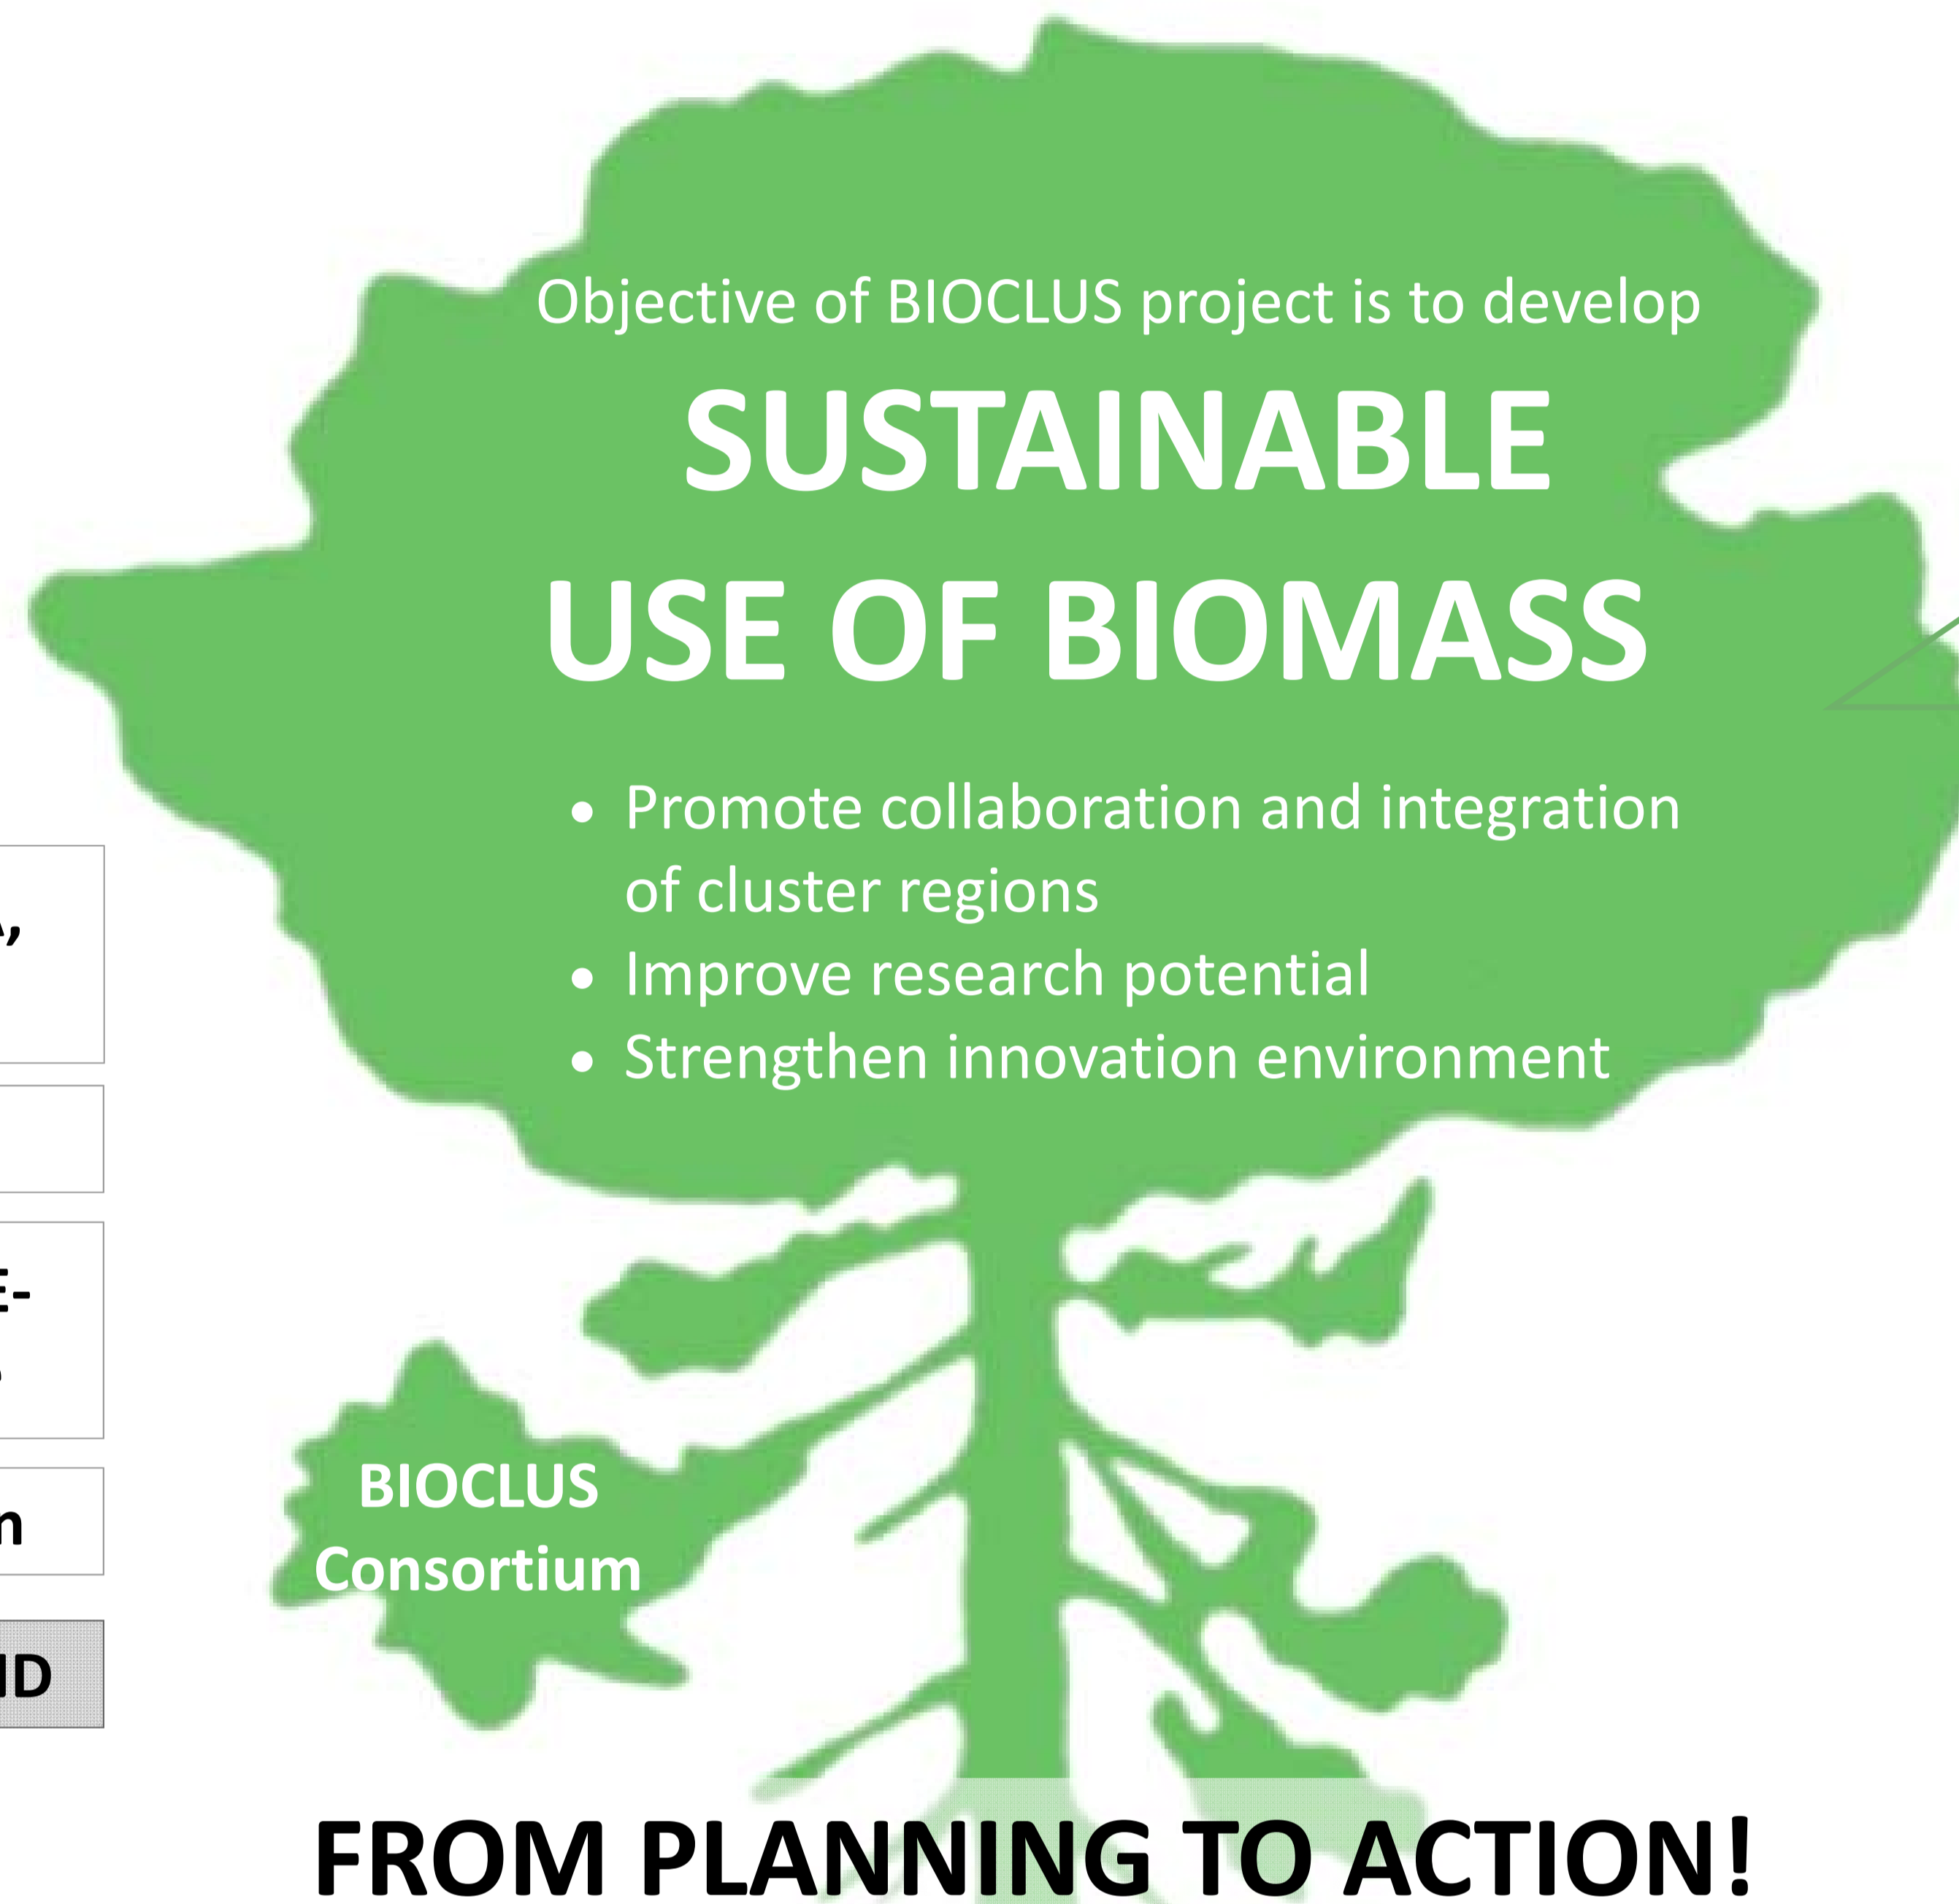 Objective of BIOCLUS project is to develop
SUSTAINABLE
USE OF BIOMASS
• Promote collaboration and integration
of cluster regions
• Improve research potential
• Strengthen innovation environment
BIOCLUS
Consortium
FROM PLANNING TO ACTION!